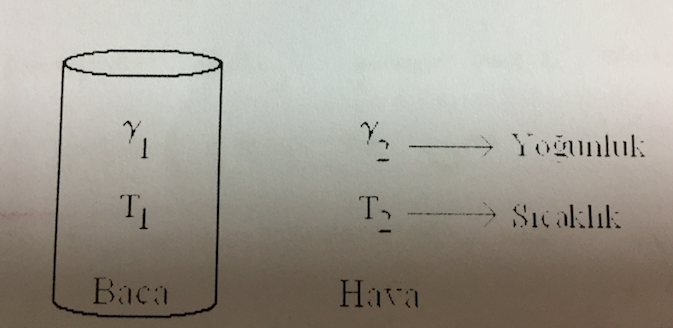 γ1 γ2 → Yoğunluk
T1 T2 → Sıcaklık
Baca Hava